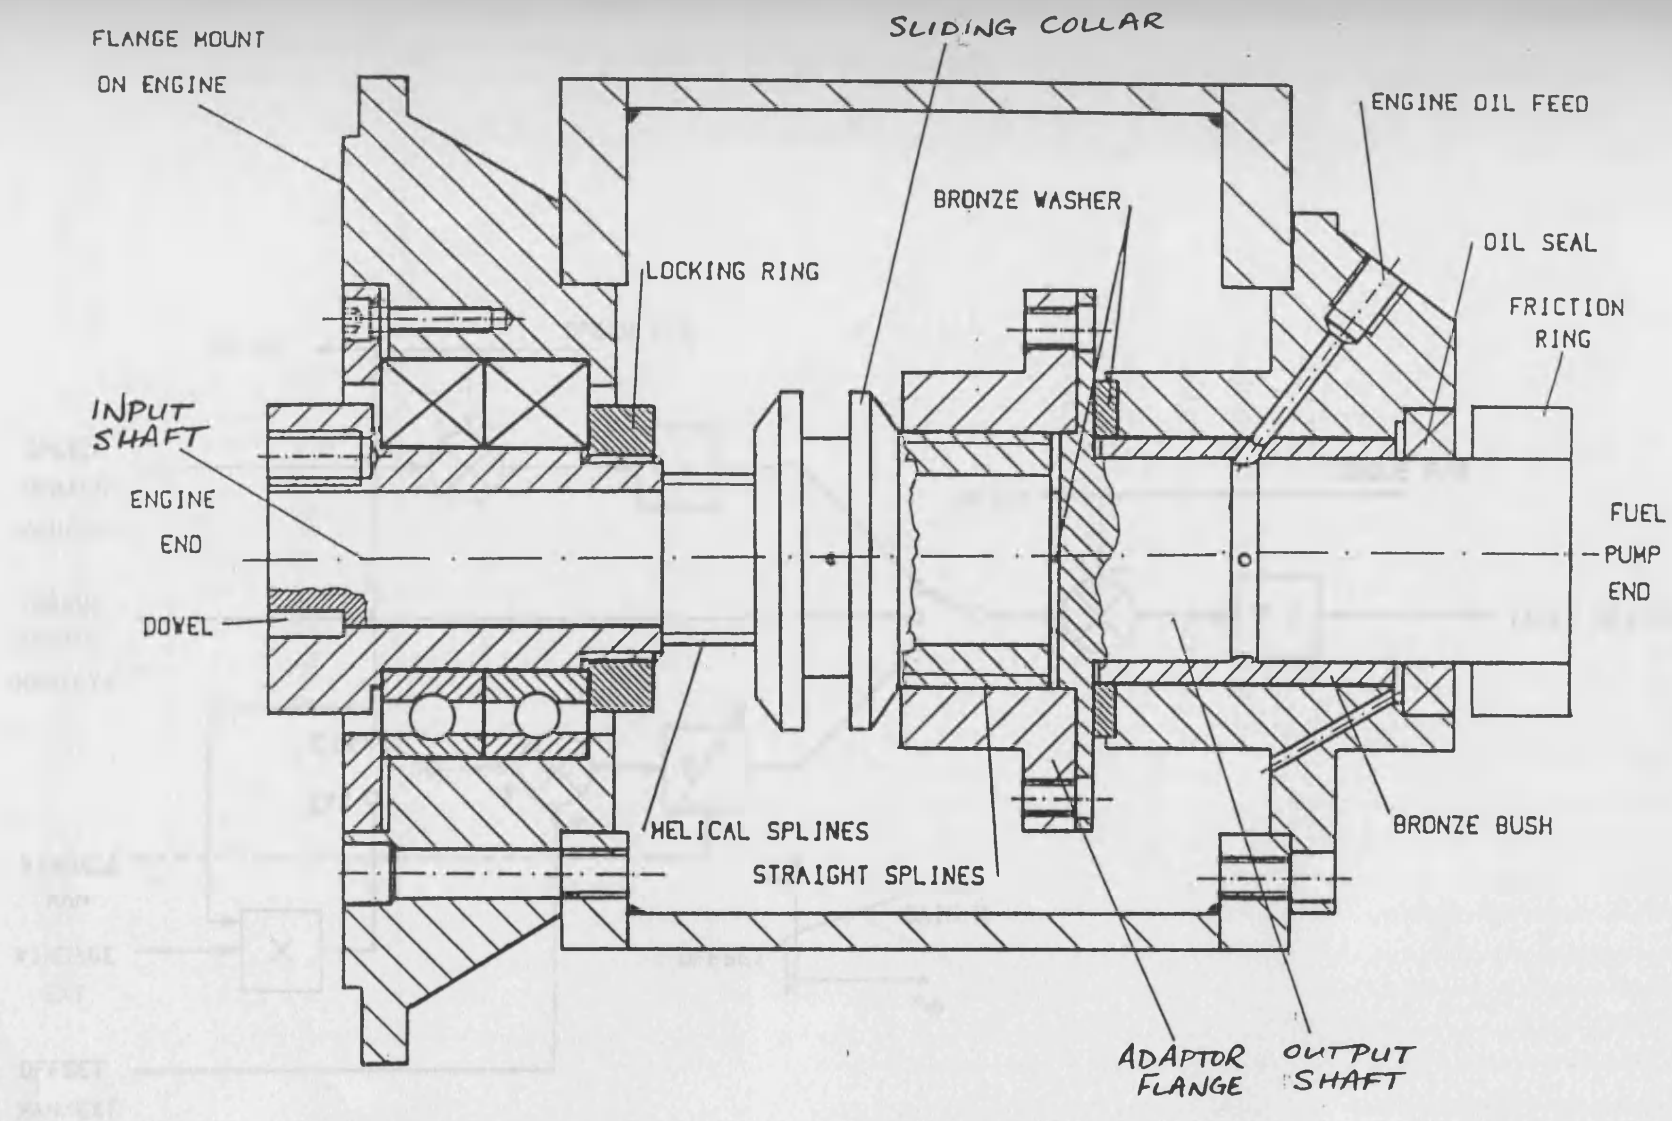 SLIDING COLLAR
FLANGE MOUNT
ON ENGINE
ENGINE OIL FEED
BRONZE WASHER
OIL SEAL
LOCKING RING
FRICTION
RING
INPUT
SHAFT
ENGINE
END
FUEL
PUMP
END
DOWEL
HELICAL SPLINES
STRAIGHT SPLINES
BRONZE BUSH
ADAPTOR
FLANGE
OUTPUT
SHAFT